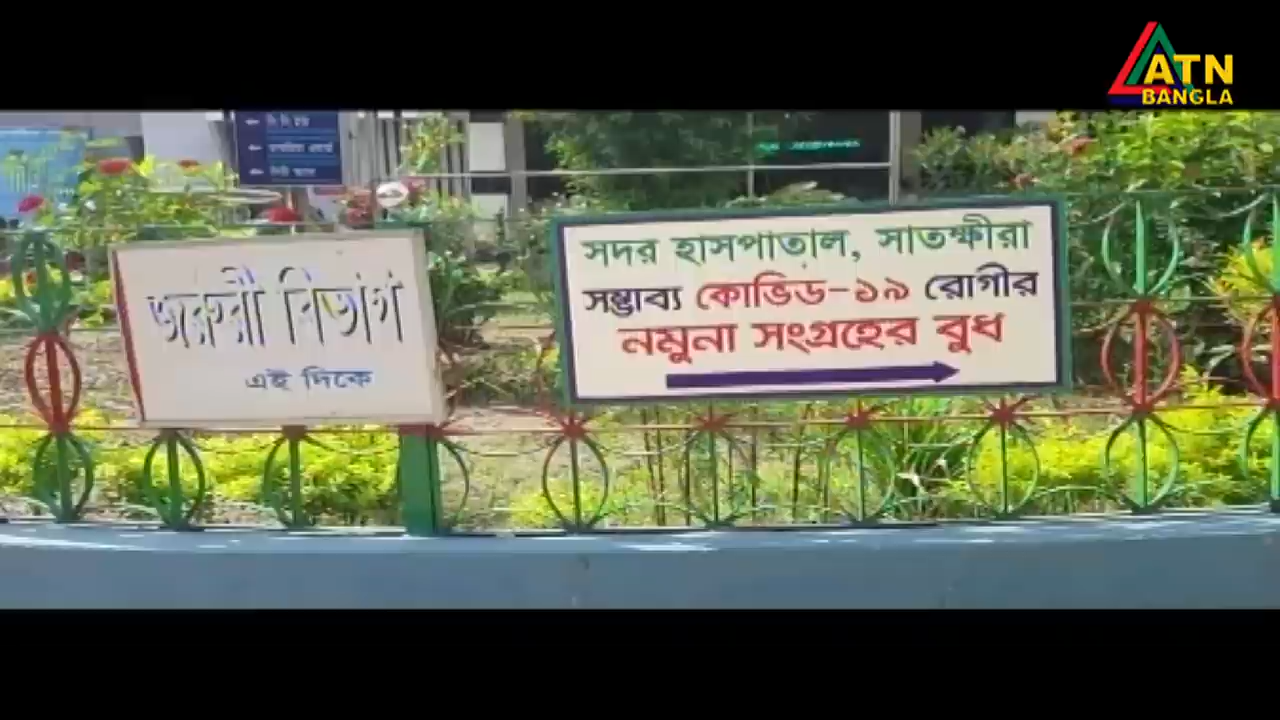 ATN
BANGLA
জরুরী বিভাগ
এই দিকে
সদর হাসপাতাল, সাতক্ষীরা
সম্ভাব্য কোভিড-১৯ রোগীর
নমুনা সংগ্রহের বুথ